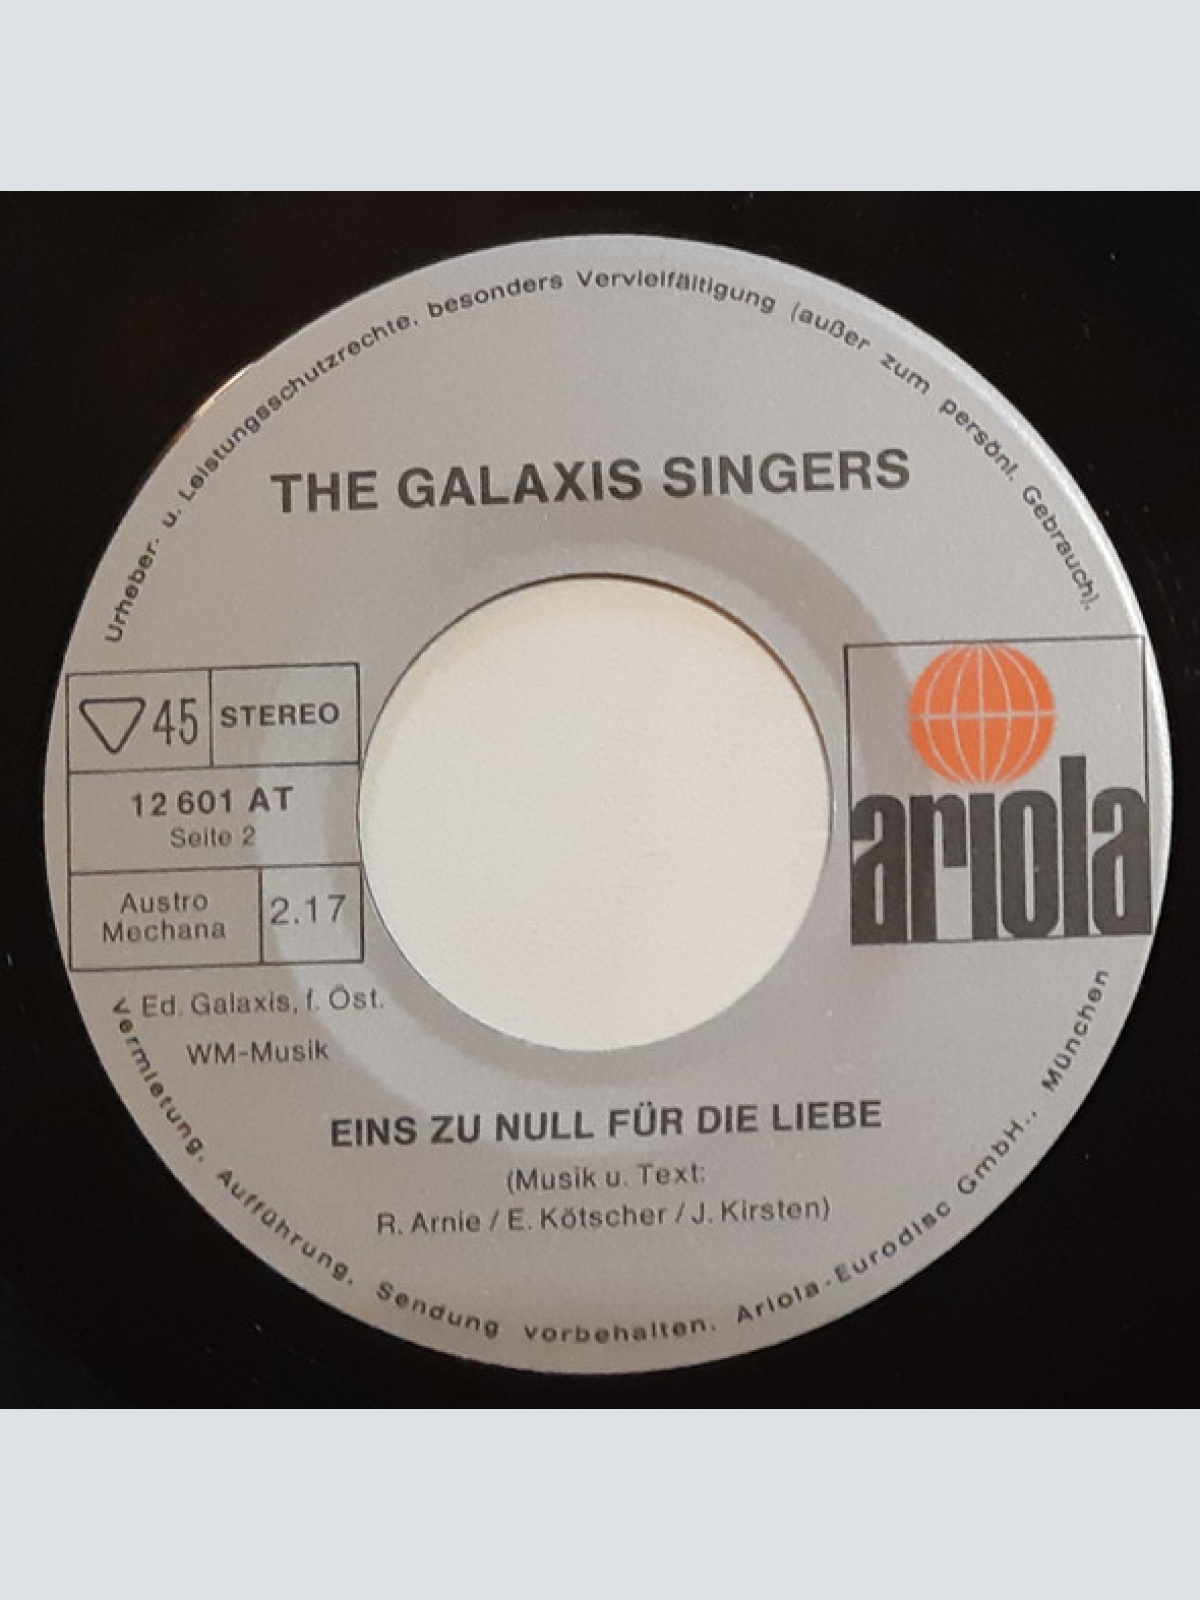 Urheber- u. Leistungsschutzrechte, besonders Vervielfältigung (außer zum persönl. Gebrauch),
THE GALAXIS SINGERS
45 STEREO
12 601 AT
Seite 2
Austro
Mechana
2.17
ariola
Ed. Galaxis, f. Öst.
WM-Musik
EINS ZU NULL FÜR DIE LIEBE
(Musik u. Text:
R. Arnie / E. Kötscher / J. Kirsten)
Vermietung, Aufführung, Sendung vorbehalten. Ariola-Eurodisc GmbH., München